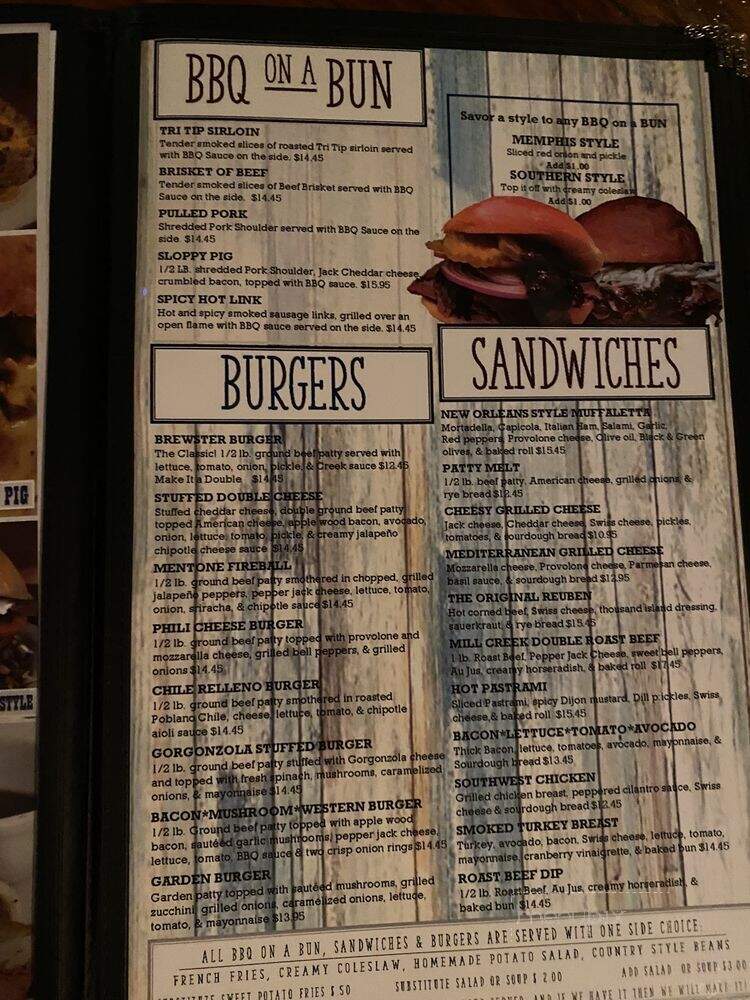 BBQ ON A BUN
TRI TIP SIRLOIN
Tender smoked slices of roasted Tri Tip sirloin served
with BBQ Sauce on the side. $14.45
BRISKET OF BEEF
Tender smoked slices of Beef Brisket served with BBQ
Sauce on the side. $14.45
PULLED PORK
Shredded Pork Shoulder served with BBQ Sauce on the
side. $14.45
SLOPPY PIG
1/2 LB. shredded Pork Shoulder, Jack Cheddar cheese,
crumbled bacon, topped with BBQ sauce. $15.95
SPICY HOT LINK
Hot and spicy smoked sausage links, grilled over an
open flame with BBQ sauce served on the side. $14.45
Savor a style to any BBQ on a BUN
MEMPHIS STYLE
Sliced red onion and pickle
Add $1.00
SOUTHERN STYLE
Top it off with creamy coleslaw
Add $1.00
BURGERS
BREWSTER BURGER
The Classic! 1/2 lb. ground beef patty served with
lettuce, tomato, onion, pickle, & Creek sauce $12.45
Make It a Double $14.45
STUFFED DOUBLE CHEESE
Stuffed cheddar cheese, double ground beef patty
topped American cheese, apple wood bacon, avocado,
onion, lettuce, tomato, pickle, & creamy jalapeño
chipotle cheese sauce $14.45
MENTONE FIREBALL
1/2 lb. ground beef patty smothered in chopped, grilled
jalapeño peppers, pepper jack cheese, lettuce, tomato,
onion, sriracha, & chipotle sauce $14.45
PHILI CHEESE BURGER
1/2 lb. ground beef patty topped with provolone and
mozzarella cheese, grilled bell peppers, & grilled
onions $14.45
CHILE RELLENO BURGER
1/2 lb. ground beef patty smothered in roasted
Poblano Chile, cheese, lettuce, tomato, & chipotle
aioli sauce $14.45
GORGONZOLA STUFFED BURGER
1/2 lb. ground beef patty stuffed with Gorgonzola cheese
and topped with fresh spinach, mushrooms, caramelized
onions, & mayonnaise $14.45
BACON*MUSHROOM*WESTERN BURGER
1/2 lb. Ground beef patty topped with apple wood
bacon, sautéed garlic mushrooms, pepper jack cheese,
lettuce, tomato, BBQ sauce & two crisp onion rings $14.45
GARDEN BURGER
Garden patty topped with sautéed mushrooms, grilled
zucchini, grilled onions, caramelized onions, lettuce,
tomato, & mayonnaise $13.95
SANDWICHES
NEW ORLEANS STYLE MUFFALETTA
Mortadella, Capicola, Italian Ham, Salami, Garlic,
Red peppers, Provolone cheese, Olive oil, Black & Green
olives, & baked roll $15.45
PATTY MELT
1/2 lb. beef patty, American cheese, grilled onions, &
rye bread $12.45
CHEESY GRILLED CHEESE
Jack cheese, Cheddar cheese, Swiss cheese, pickles,
tomatoes, & sourdough bread $10.95
MEDITERRANEAN GRILLED CHEESE
Mozzarella cheese, Provolone cheese, Parmesan cheese,
basil sauce, & sourdough bread $12.95
THE ORIGINAL REUBEN
Hot corned beef, Swiss cheese, thousand island dressing,
sauerkraut, & rye bread $15.45
MILL CREEK DOUBLE ROAST BEEF
1 lb. Roast Beef, Pepper Jack Cheese, sweet bell peppers,
Au Jus, creamy horseradish, & baked roll $17.45
HOT PASTRAMI
Sliced Pastrami, spicy Dijon mustard, Dill pickles, Swiss
cheese, & baked roll $15.45
BACON*LETTUCE*TOMATO*AVOCADO
Thick Bacon, lettuce, tomatoes, avocado, mayonnaise, &
Sourdough bread $13.45
SOUTHWEST CHICKEN
Grilled chicken breast, peppered cilantro sauce, Swiss
cheese & sourdough bread $12.45
SMOKED TURKEY BREAST
Turkey, avocado, bacon, Swiss cheese, lettuce, tomato,
mayonnaise, cranberry vinaigrette, & baked bun $14.45
ROAST BEEF DIP
1/2 lb. Roast Beef, Au Jus, creamy horseradish, &
baked bun $14.45
ALL BBQ ON A BUN, SANDWICHES & BURGERS ARE SERVED WITH ONE SIDE CHOICE:
FRENCH FRIES, CREAMY COLESLAW, HOMEMADE POTATO SALAD, COUNTRY STYLE BEANS
SUBSTITUTE SWEET POTATO FRIES $.50 SUBSTITUTE SALAD OR SOUP $2.00 ADD SALAD OR SOUP $3.00
AND IF WE HAVE IT THEN WE WILL MAKE IT
PIG
STYLE